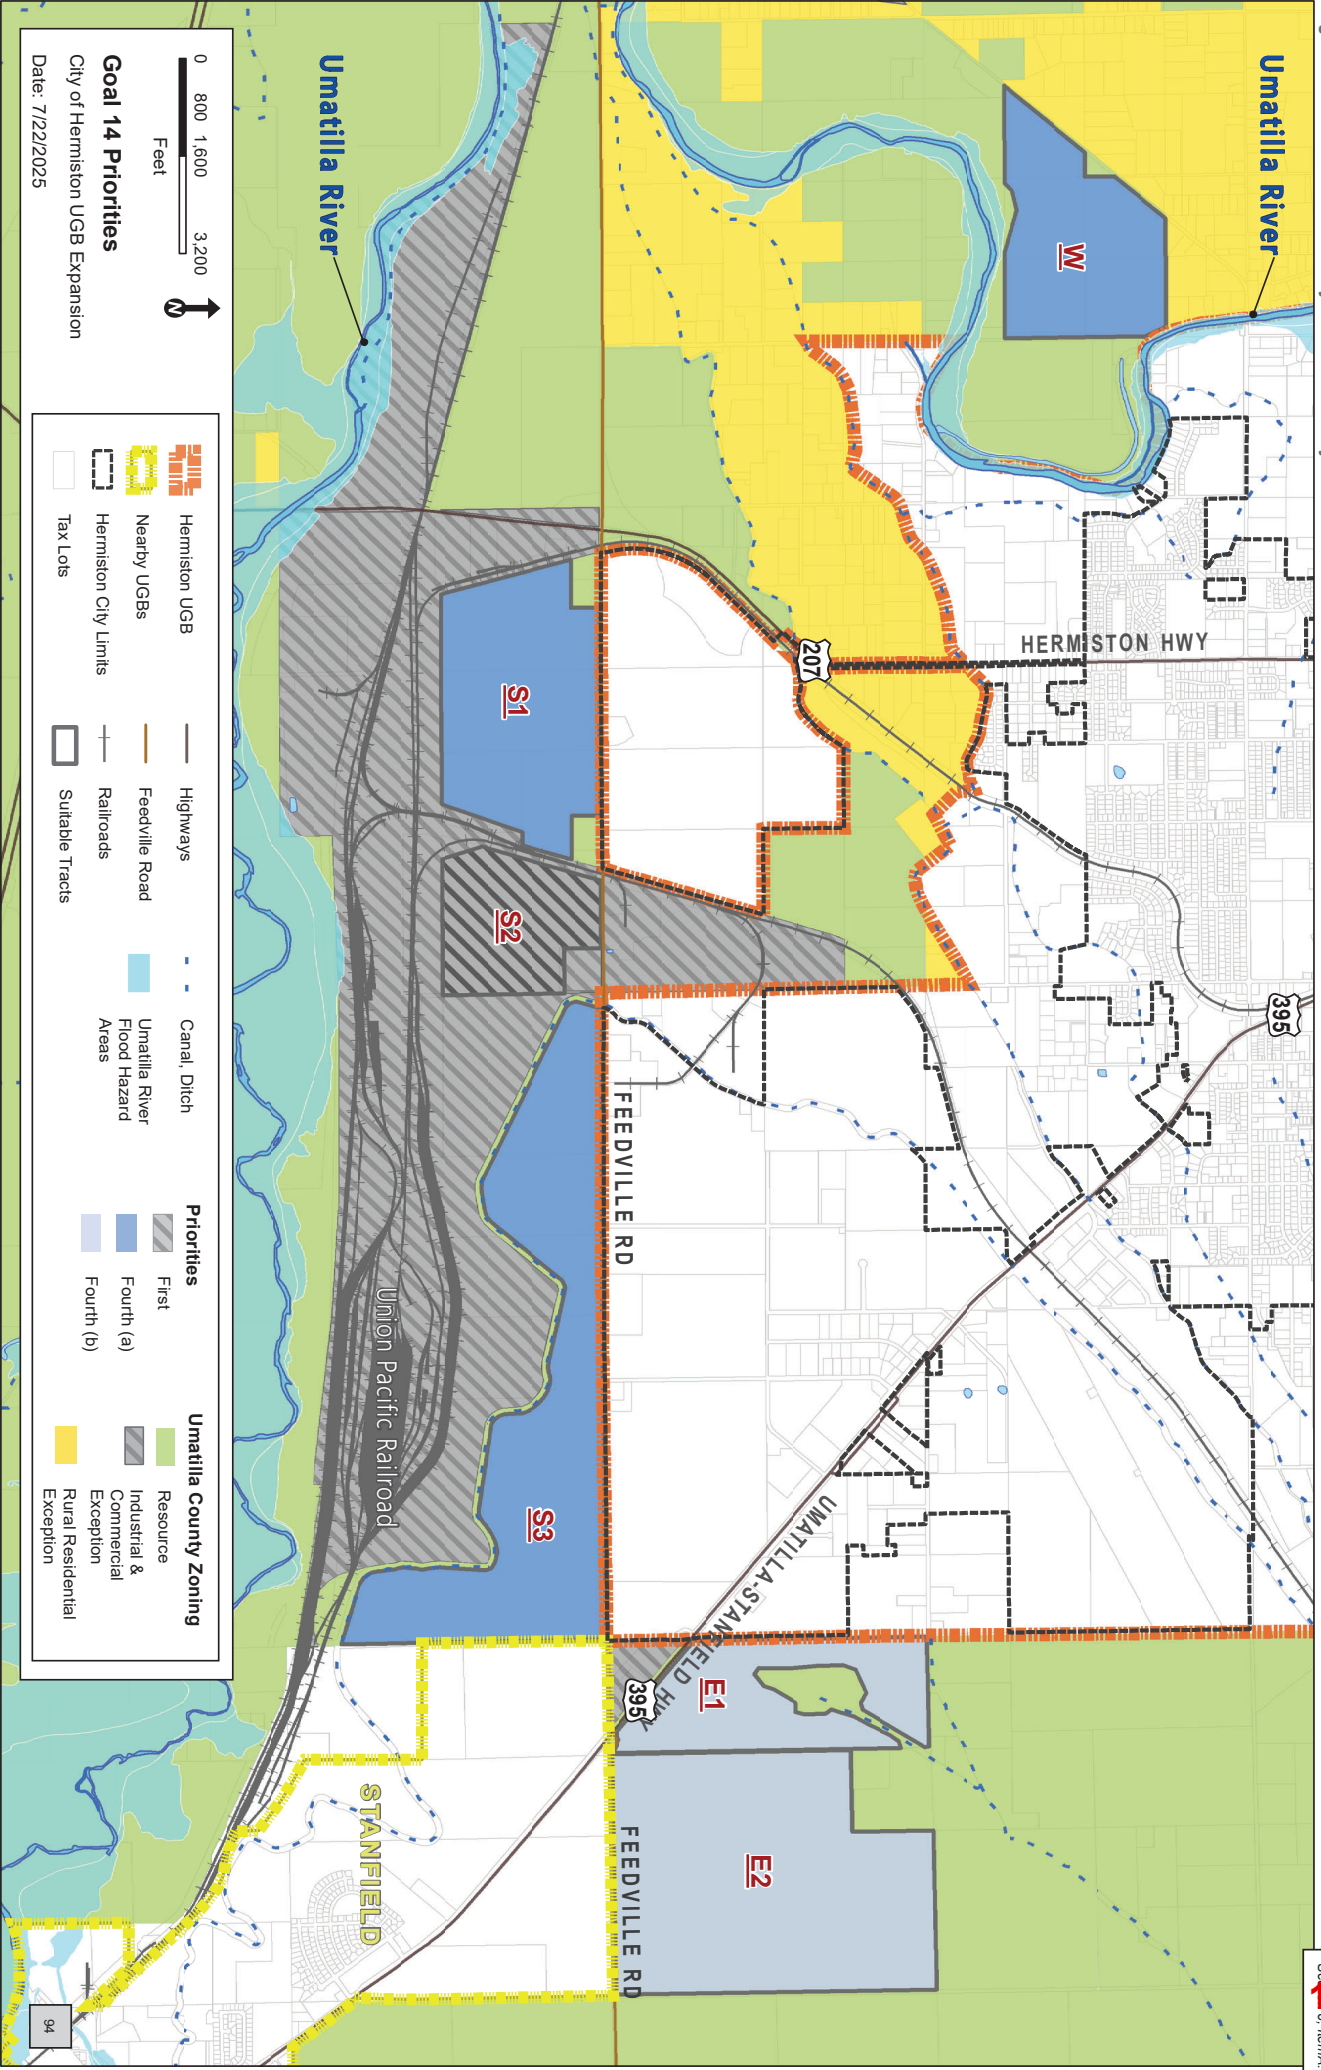 Umatilla River
Umatilla River
W
HERMISTON HWY
207
395
S1
S2
S3
FEEDVILLE RD
UMATILLA-STANFIELD HWY
395
E1
E2
FEEDVILLE RD
Union Pacific Railroad
STANFIELD
0 800 1,600 3,200
Feet
N
Goal 14 Priorities
City of Hermiston UGB Expansion
Date: 7/22/2025
Hermiston UGB
Nearby UGBs
Hermiston City Limits
Tax Lots
Highways
Feedville Road
Railroads
Suitable Tracts
Canal, Ditch
Umatilla River
Flood Hazard
Areas
Priorities
First
Fourth (a)
Fourth (b)
Umatilla County Zoning
Resource
Industrial &
Commercial
Exception
Rural Residential
Exception
94